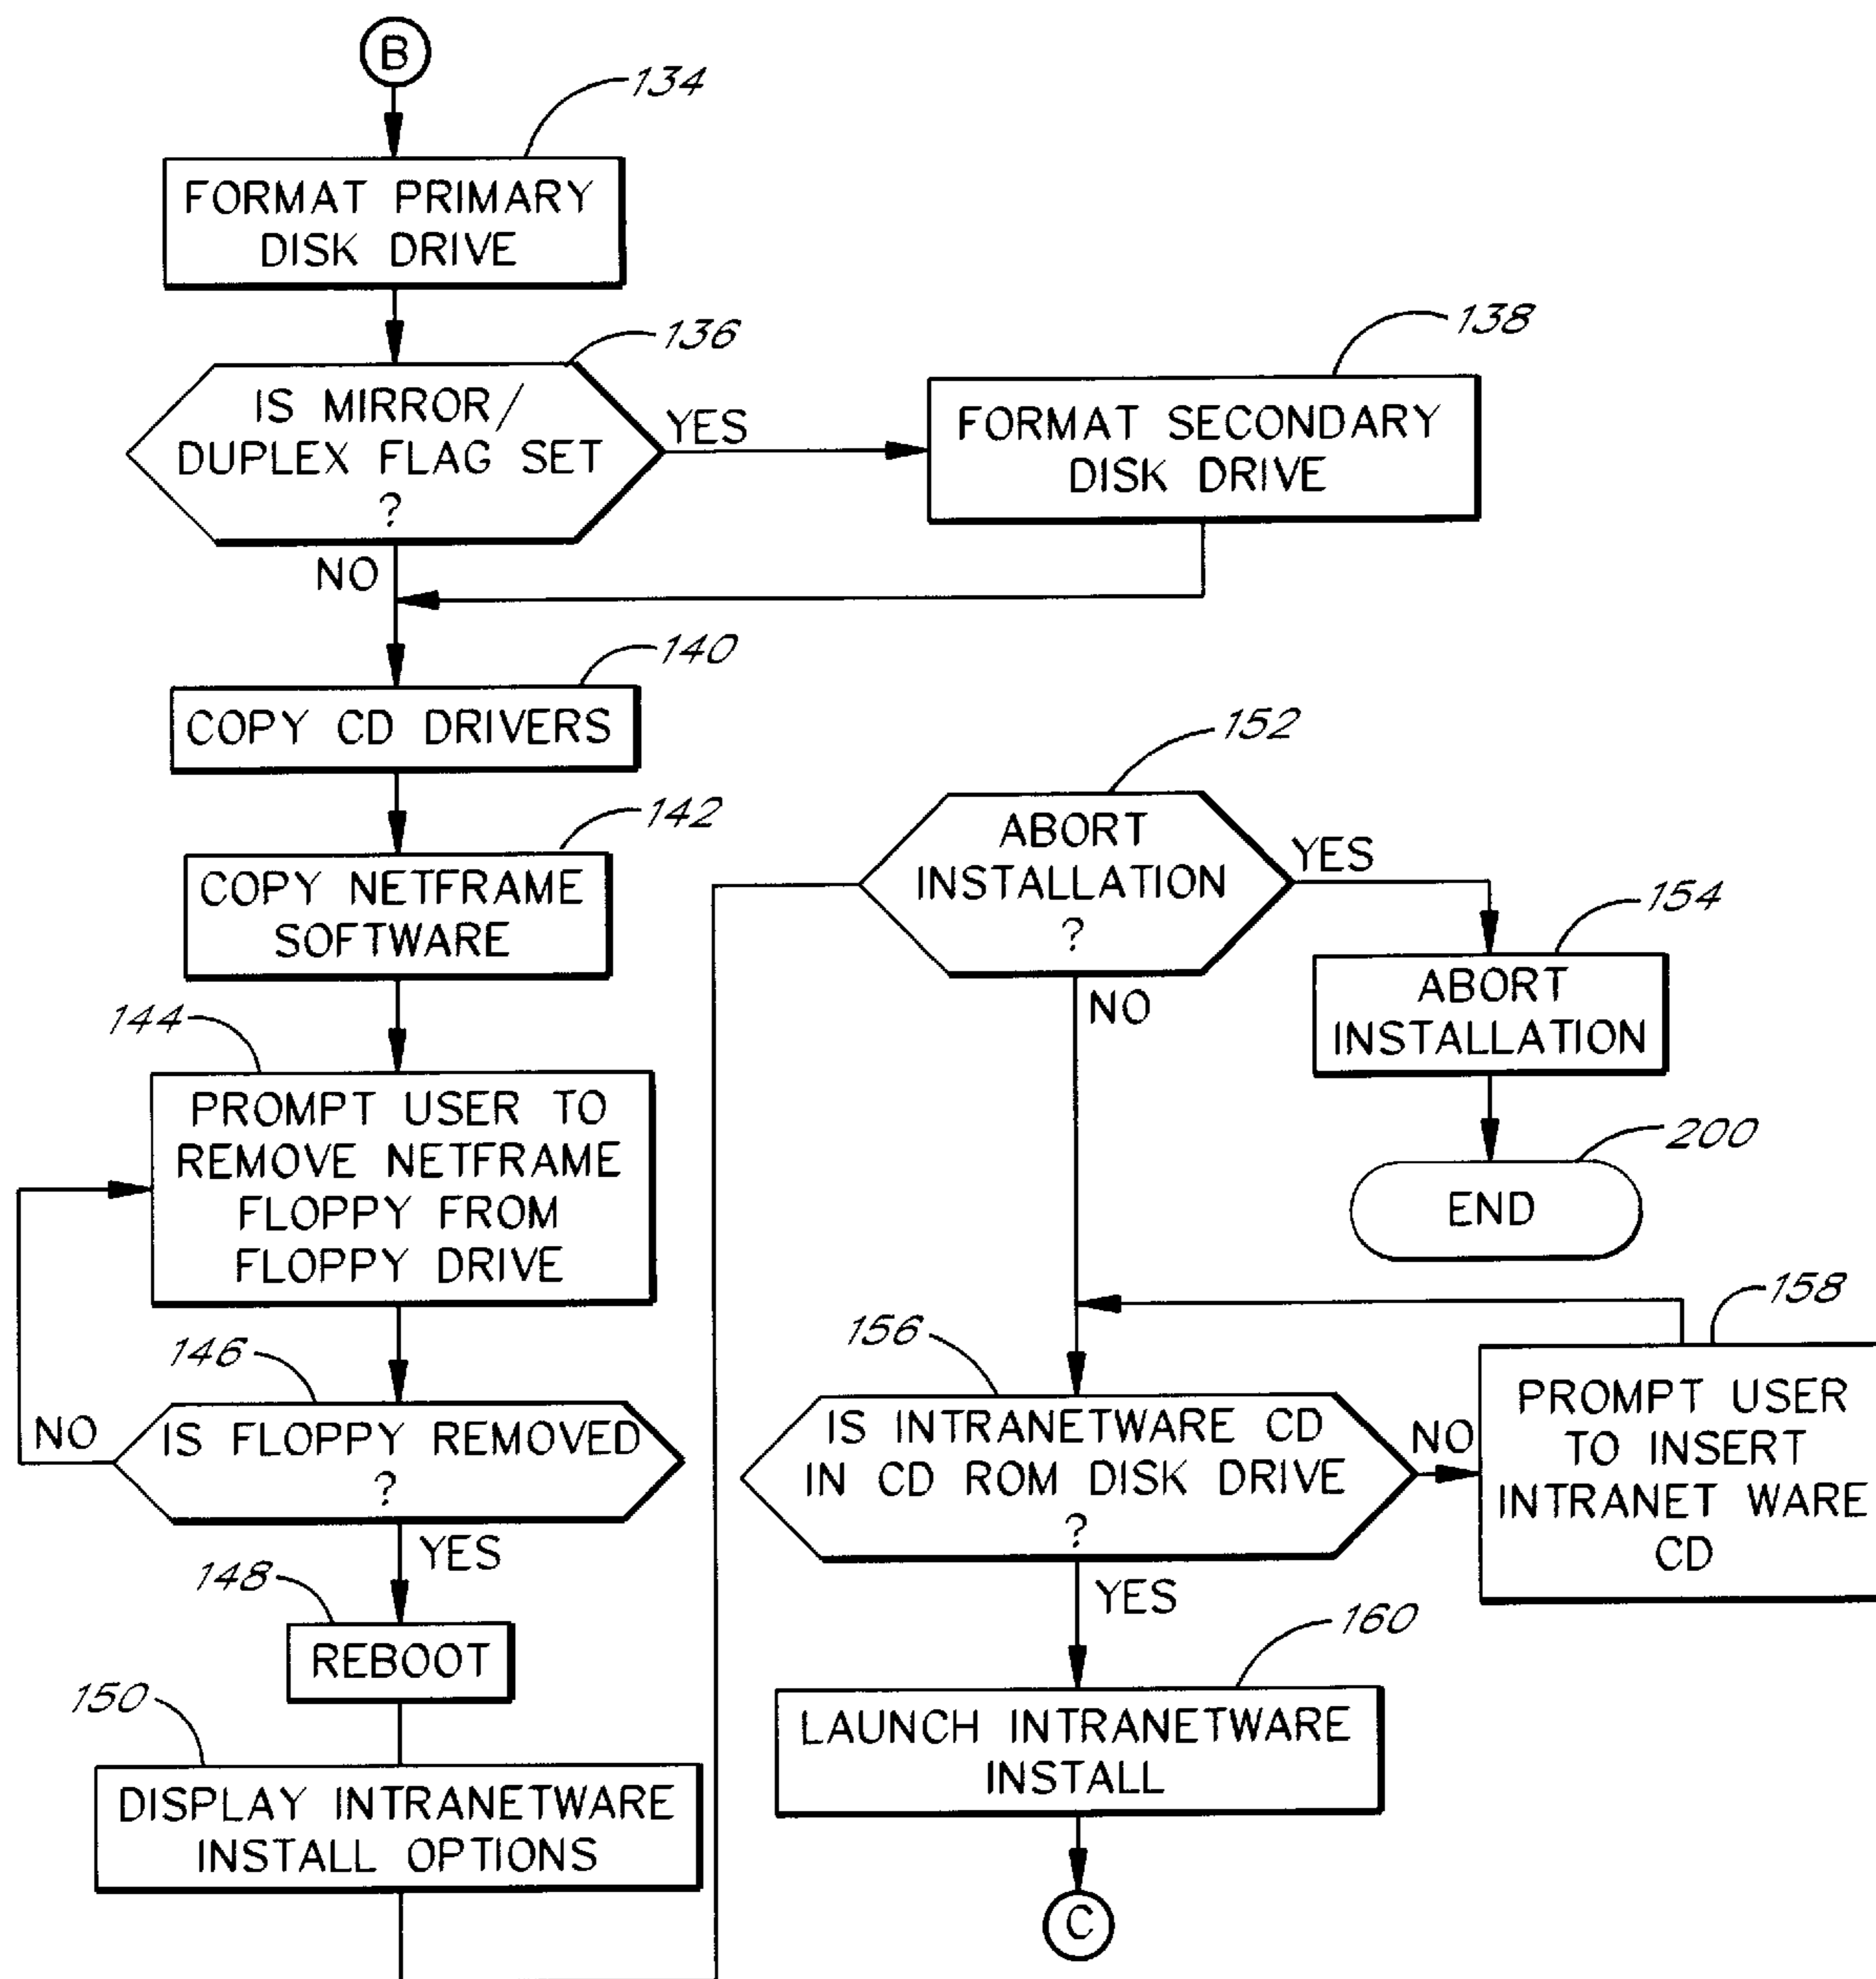 B
134
FORMAT PRIMARY
DISK DRIVE
136
IS MIRROR/
DUPLEX FLAG SET
?
YES
138
FORMAT SECONDARY
DISK DRIVE
NO
140
COPY CD DRIVERS
142
COPY NETFRAME
SOFTWARE
144
PROMPT USER TO
REMOVE NETFRAME
FLOPPY FROM
FLOPPY DRIVE
146
IS FLOPPY REMOVED
?
NO
YES
148
REBOOT
150
DISPLAY INTRANETWARE
INSTALL OPTIONS
152
ABORT
INSTALLATION
?
YES
154
ABORT
INSTALLATION
200
END
NO
156
IS INTRANETWARE CD
IN CD ROM DISK DRIVE
?
NO
158
PROMPT USER
TO INSERT
INTRANET WARE
CD
YES
160
LAUNCH INTRANETWARE
INSTALL
C